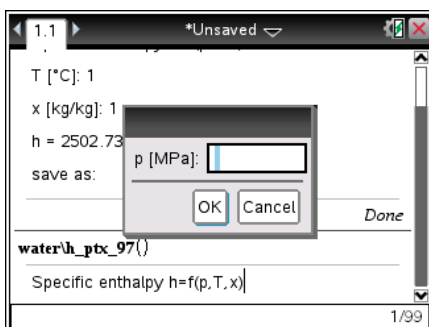 1.1
*Unsaved
T [°C]: 1
x [kg/kg]: 1
h = 2502.73
save as:
p [MPa]:
OK Cancel
Done
water\h_ptx_97()
Specific enthalpy h=f(p,T,x)
1/99